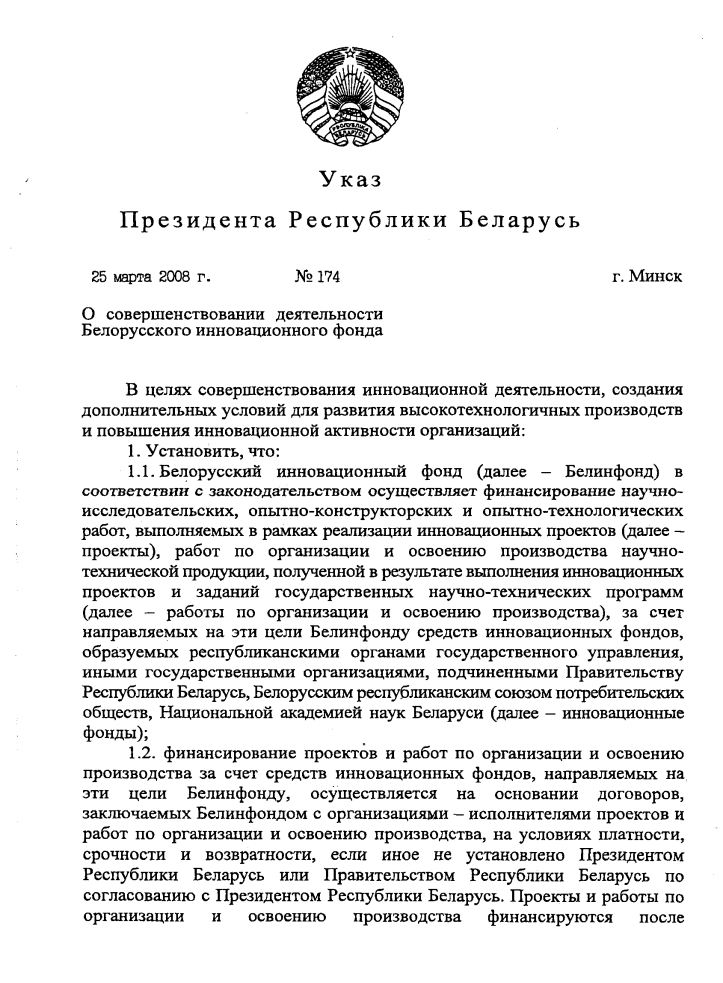 РЕСПУБЛІКА
БЕЛАРУСЬ
Указ
Президента Республики Беларусь
25 марта 2008 г. № 174 г. Минск
О совершенствовании деятельности
Белорусского инновационного фонда
В целях совершенствования инновационной деятельности, создания
дополнительных условий для развития высокотехнологичных производств
и повышения инновационной активности организаций:
1. Установить, что:
1.1. Белорусский инновационный фонд (далее – Белинфонд) в
соответствии с законодательством осуществляет финансирование научно-
исследовательских, опытно-конструкторских и опытно-технологических
работ, выполняемых в рамках реализации инновационных проектов (далее –
проекты), работ по организации и освоению производства научно-
технической продукции, полученной в результате выполнения инновационных
проектов и заданий государственных научно-технических программ
(далее – работы по организации и освоению производства), за счет
направляемых на эти цели Белинфонду средств инновационных фондов,
образуемых республиканскими органами государственного управления,
иными государственными организациями, подчиненными Правительству
Республики Беларусь, Белорусским республиканским союзом потребительских
обществ, Национальной академией наук Беларуси (далее – инновационные
фонды);
1.2. финансирование проектов и работ по организации и освоению
производства за счет средств инновационных фондов, направляемых на
эти цели Белинфонду, осуществляется на основании договоров,
заключаемых Белинфондом с организациями – исполнителями проектов и
работ по организации и освоению производства, на условиях платности,
срочности и возвратности, если иное не установлено Президентом
Республики Беларусь или Правительством Республики Беларусь по
согласованию с Президентом Республики Беларусь. Проекты и работы по
организации и освоению производства финансируются после